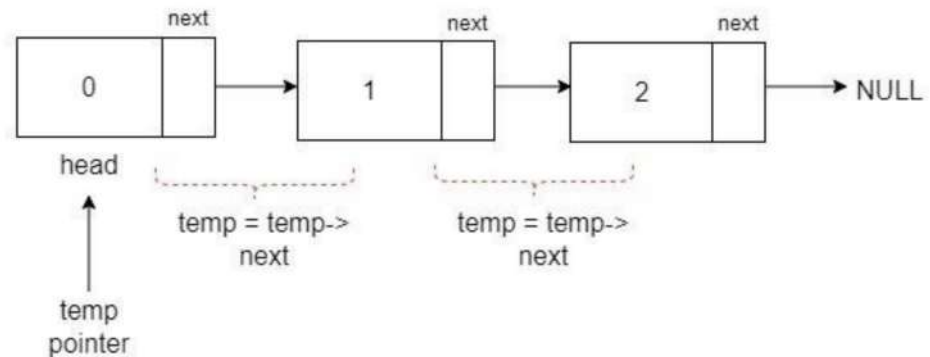 next
next
next
0
1
2
NULL
head
temp = temp->
next
temp = temp->
next
temp
pointer